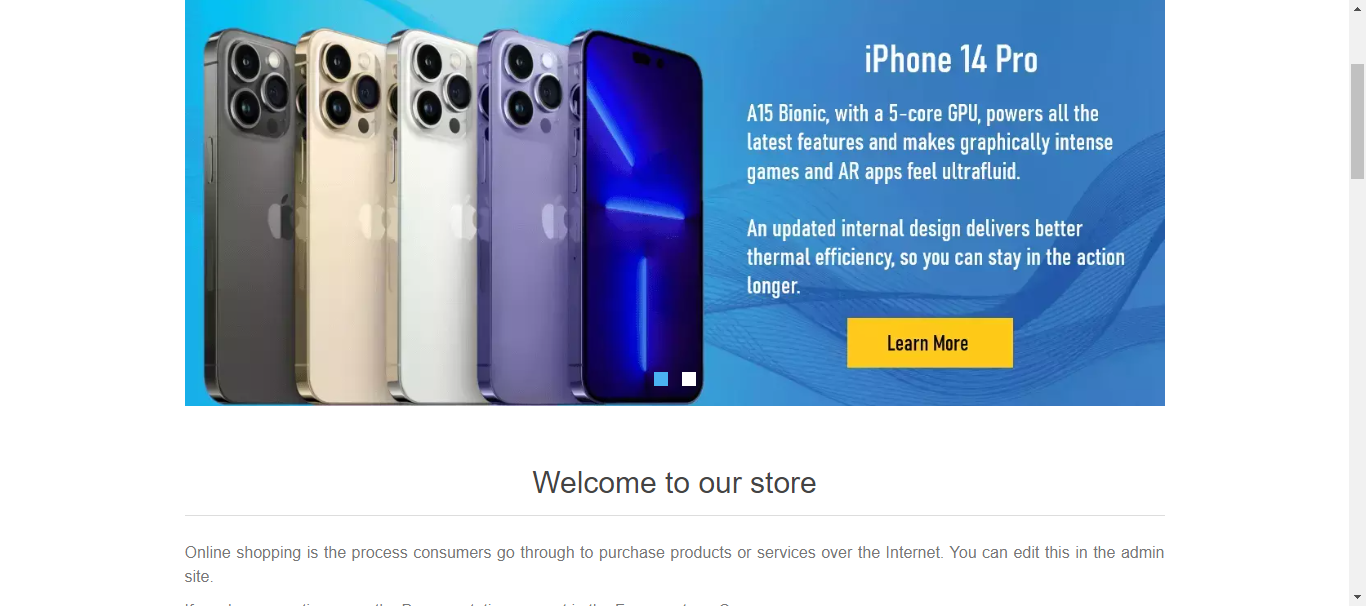 iPhone 14 Pro
A15 Bionic, with a 5-core GPU, powers all the
latest features and makes graphically intense
games and AR apps feel ultrafluid.
An updated internal design delivers better
thermal efficiency, so you can stay in the action
longer.
Learn More
Welcome to our store
Online shopping is the process consumers go through to purchase products or services over the Internet. You can edit this in the admin
site.